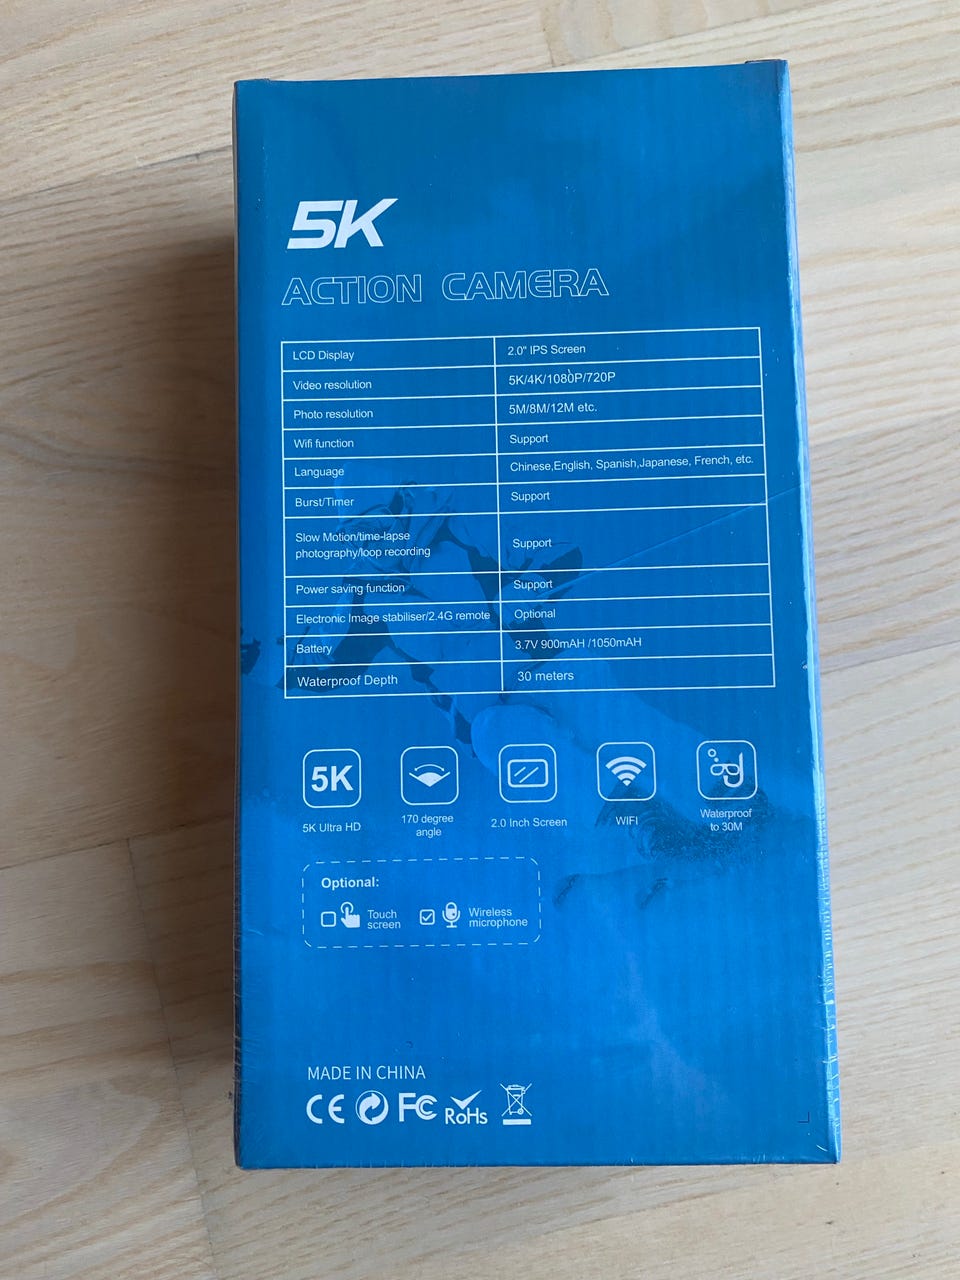 5K
ACTION CAMERA
LCD Display 2.0" IPS Screen
Video resolution 5K/4K/1080P/720P
Photo resolution 5M/8M/12M etc.
Wifi function Support
Language Chinese,English, Spanish,Japanese, French, etc.
Burst/Timer Support
Slow Motion/time-lapse
photography/loop recording Support
Power saving function Support
Electronic Image stabiliser/2.4G remote Optional
Battery 3.7V 900mAH /1050mAH
Waterproof Depth 30 meters
5K
5K Ultra HD
170 degree
angle
2.0 Inch Screen
WIFI
Waterproof
to 30M
Optional:
Touch
screen
Wireless
microphone
MADE IN CHINA
CE FC RoHS